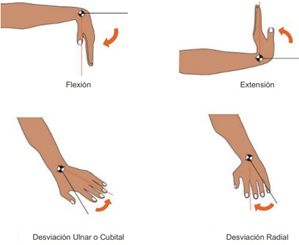 Flexión
Extensión
Desviación Ulnar o Cubital
Desviación Radial